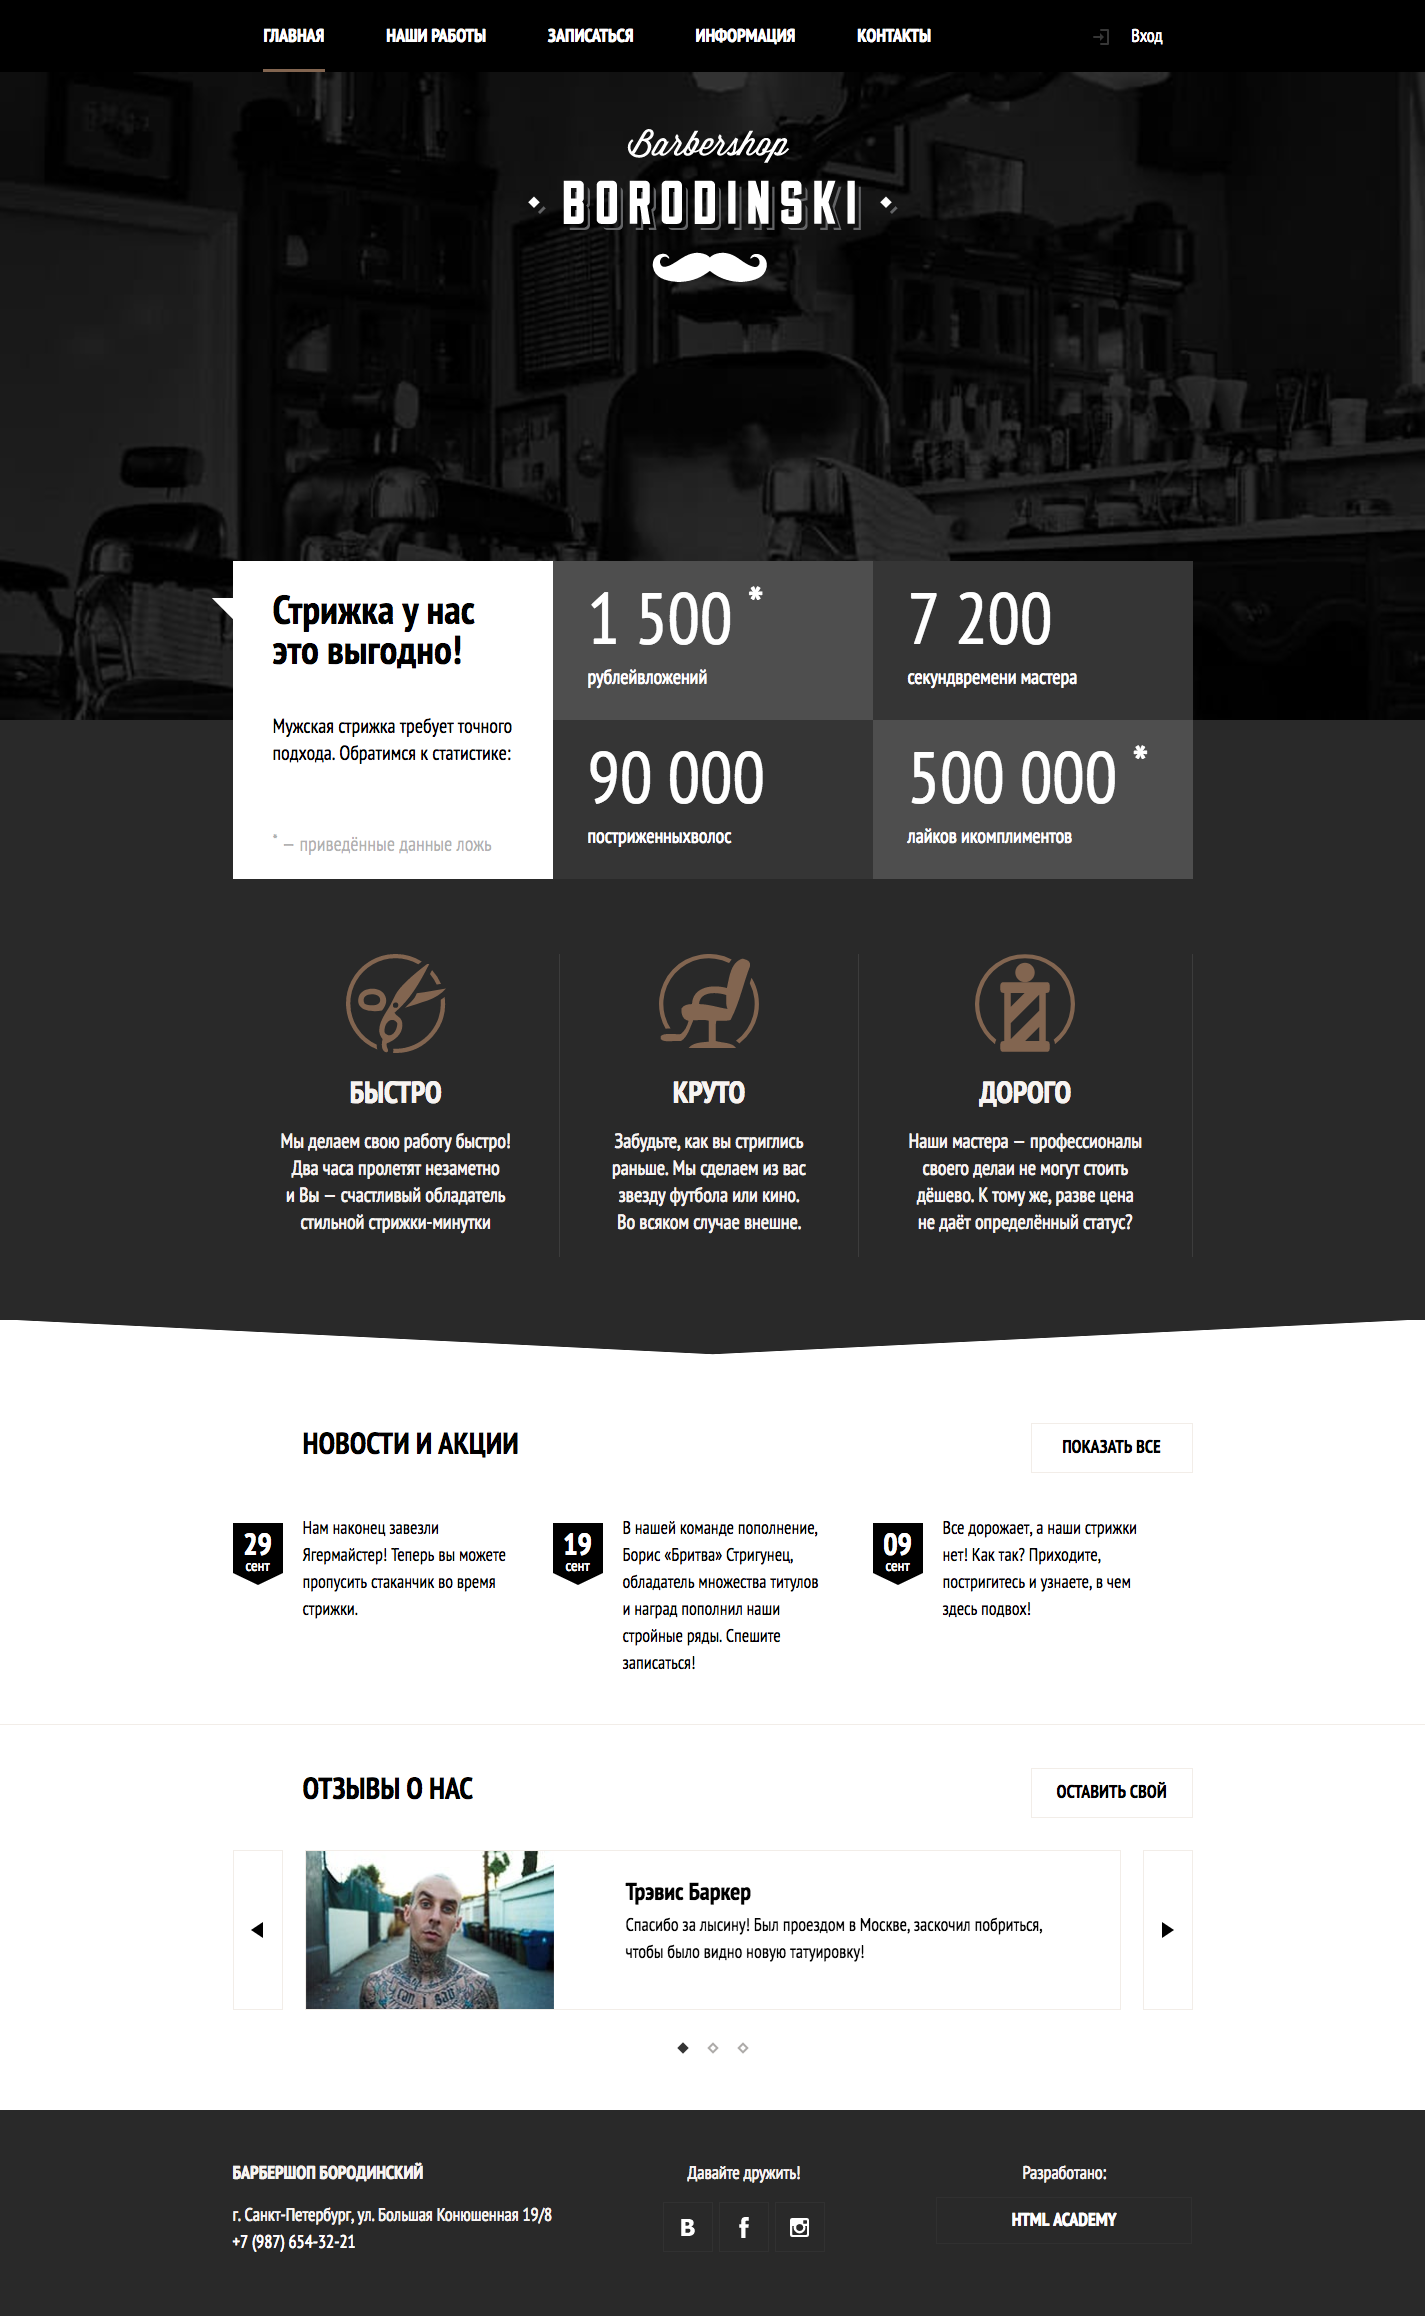 ГЛАВНАЯ НАШИ РАБОТЫ ЗАПИСАТЬСЯ ИНФОРМАЦИЯ КОНТАКТЫ Вход
Barbershop
BORODINSKI
Стрижка у нас
это выгодно!
Мужская стрижка требует точного
подхода. Обратимся к статистике:
* — приведённые данные ложь
1 500 *
рублейвложений
7 200
секундвремени мастера
90 000
постриженныхволос
500 000 *
лайков икомплиментов
БЫСТРО
Мы делаем свою работу быстро!
Два часа пролетят незаметно
и Вы — счастливый обладатель
стильной стрижки-минутки
КРУТО
Забудьте, как вы стриглись
раньше. Мы сделаем из вас
звезду футбола или кино.
Во всяком случае внешне.
ДОРОГО
Наши мастера — профессионалы
своего делаи не могут стоить
дёшево. К тому же, разве цена
не даёт определённый статус?
НОВОСТИ И АКЦИИ
ПОКАЗАТЬ ВСЕ
29
сент
Нам наконец завезли
Ягермайстер! Теперь вы можете
пропусить стаканчик во время
стрижки.
19
сент
В нашей команде пополнение,
Борис «Бритва» Стригунец,
обладатель множества титулов
и наград пополнил наши
стройные ряды. Спешите
записаться!
09
сент
Все дорожает, а наши стрижки
нет! Как так? Приходите,
постригитесь и узнаете, в чем
здесь подвох!
ОТЗЫВЫ О НАС
ОСТАВИТЬ СВОЙ
can i say
Трэвис Баркер
Спасибо за лысину! Был проездом в Москве, заскочил побриться,
чтобы было видно новую татуировку!
БАРБЕРШОП БОРОДИНСКИЙ
г. Санкт-Петербург, ул. Большая Конюшенная 19/8
+7 (987) 654-32-21
Давайте дружить!
В f
Разработано:
HTML ACADEMY